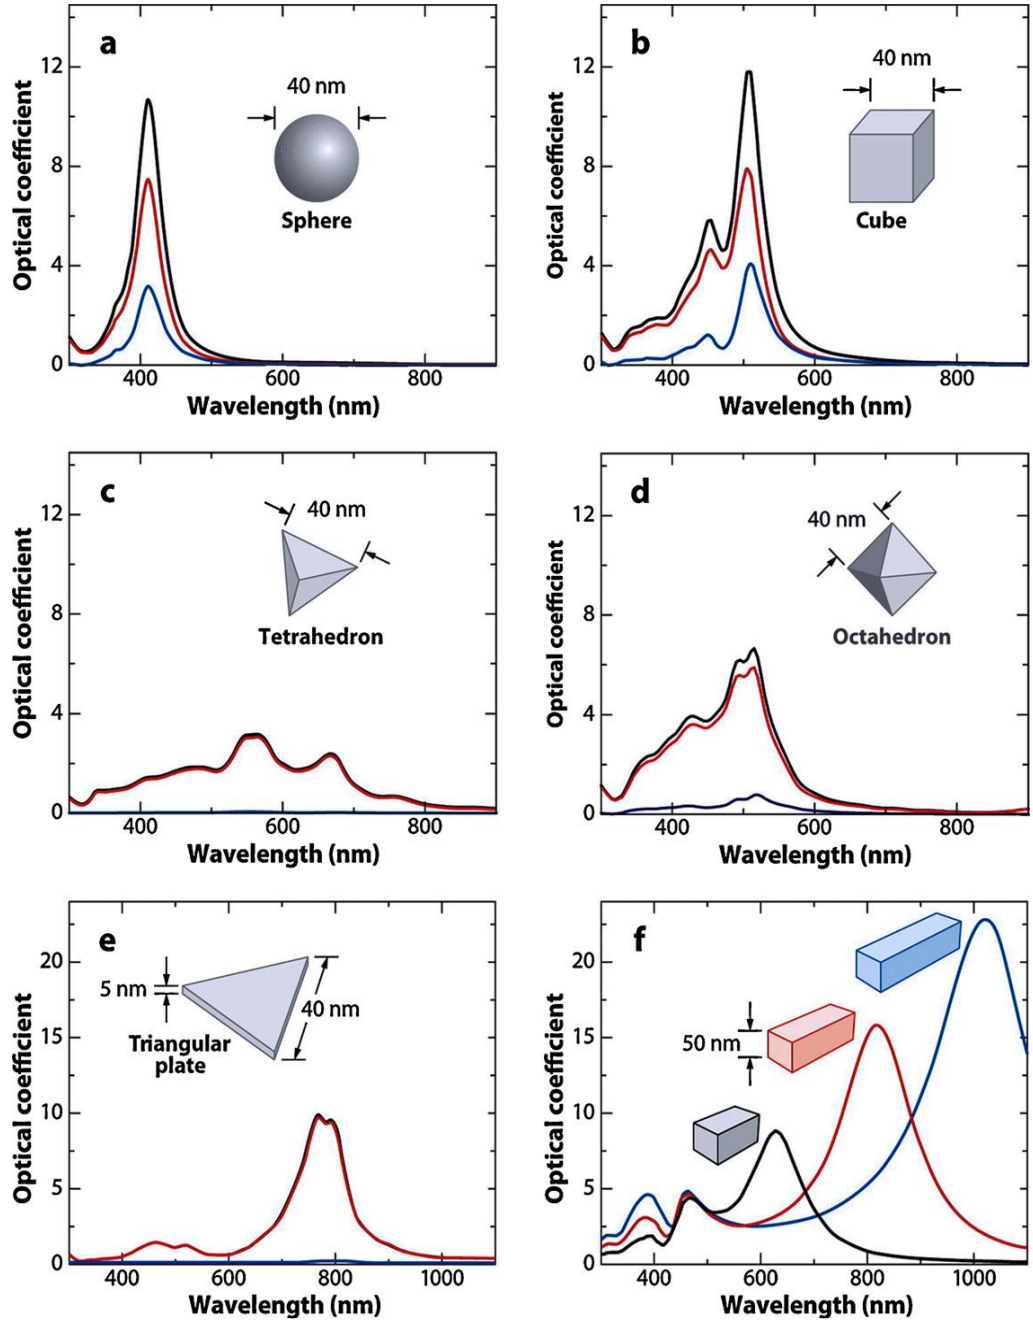 a
40 nm
Sphere
12
8
4
0
400
600
800
Optical coefficient
Wavelength (nm)
b
40 nm
Cube
12
8
4
0
400
600
800
Optical coefficient
Wavelength (nm)
c
40 nm
Tetrahedron
12
8
4
0
400
600
800
Optical coefficient
Wavelength (nm)
d
40 nm
Octahedron
12
8
4
0
400
600
800
Optical coefficient
Wavelength (nm)
e
5 nm
40 nm
Triangular
plate
20
15
10
5
0
400
600
800
1000
Optical coefficient
Wavelength (nm)
f
50 nm
20
15
10
5
0
400
600
800
1000
Optical coefficient
Wavelength (nm)